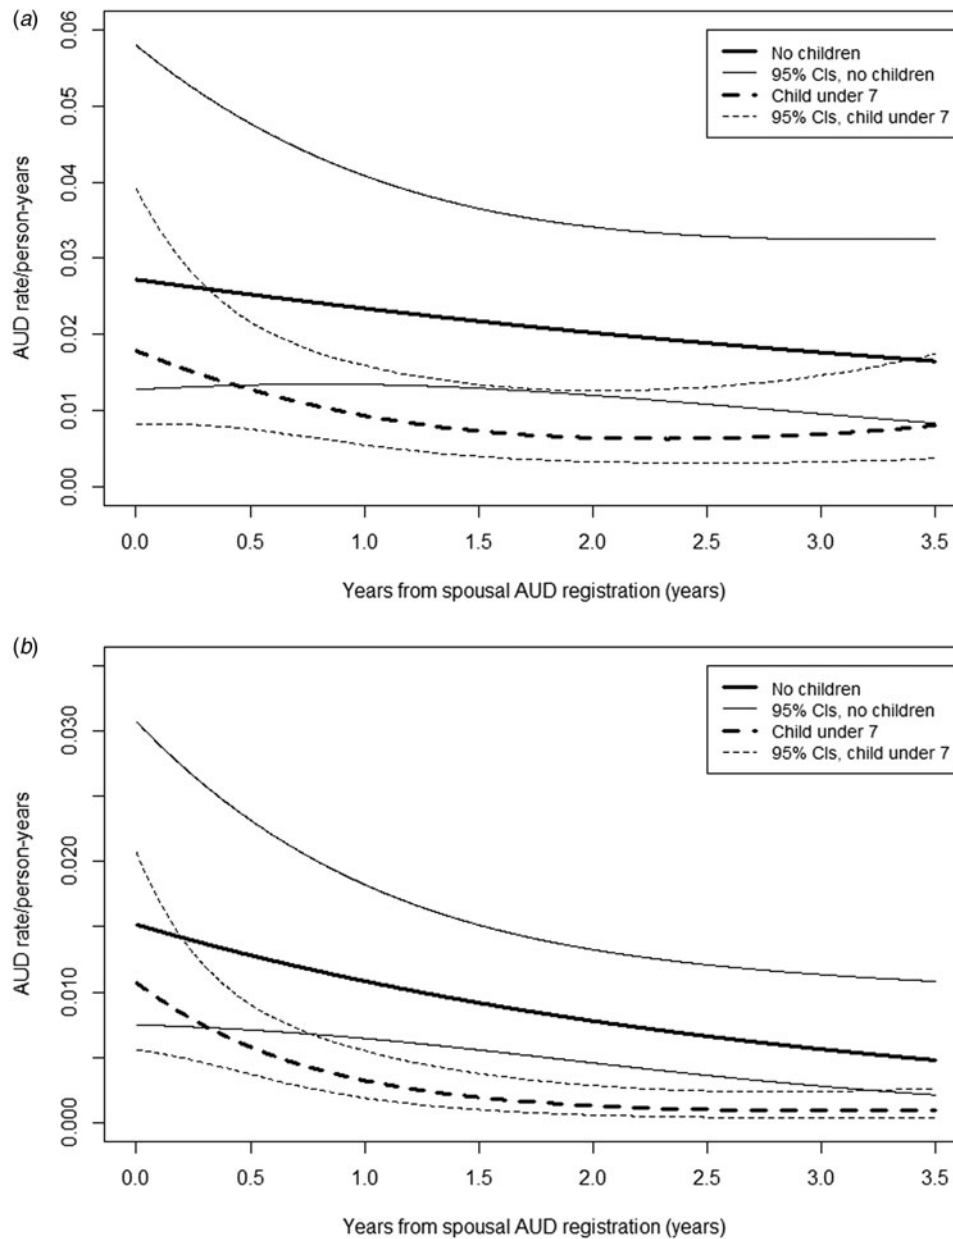 (a)
No children
95% CIs, no children
Child under 7
95% CIs, child under 7
AUD rate/person-years
0.06
0.05
0.04
0.03
0.02
0.01
0.00
0.0 0.5 1.0 1.5 2.0 2.5 3.0 3.5
Years from spousal AUD registration (years)
(b)
No children
95% CIs, no children
Child under 7
95% CIs, child under 7
AUD rate/person-years
0.030
0.020
0.010
0.000
0.0 0.5 1.0 1.5 2.0 2.5 3.0 3.5
Years from spousal AUD registration (years)